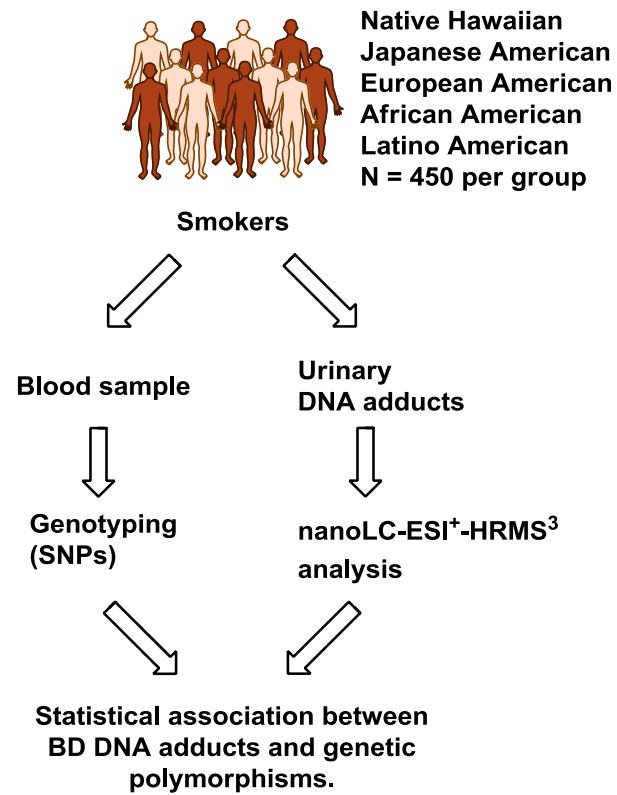 Native Hawaiian
Japanese American
European American
African American
Latino American
N = 450 per group
Smokers
Blood sample
Urinary
DNA adducts
Genotyping
(SNPs)
nanoLC-ESI⁺-HRMS³
analysis
Statistical association between
BD DNA adducts and genetic
polymorphisms.